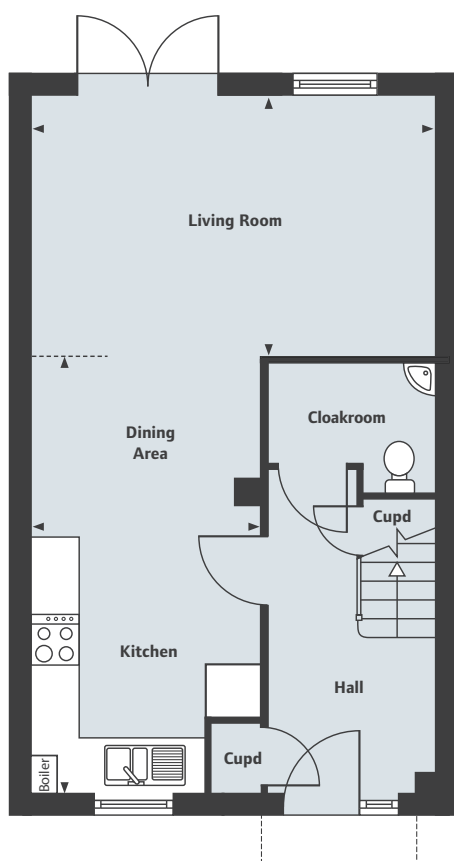 Living Room
Cloakroom
Dining
Area
Cupd
Kitchen
Hall
Cupd
Boiler